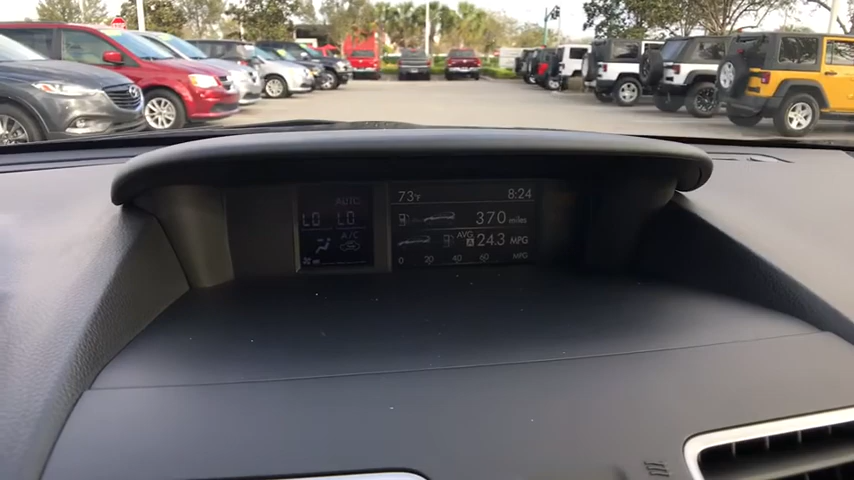 AUTO
LO LO
A/C
73°F 8:24
370 miles
AVG
A 24.3 MPG
0 20 40 60 MPG